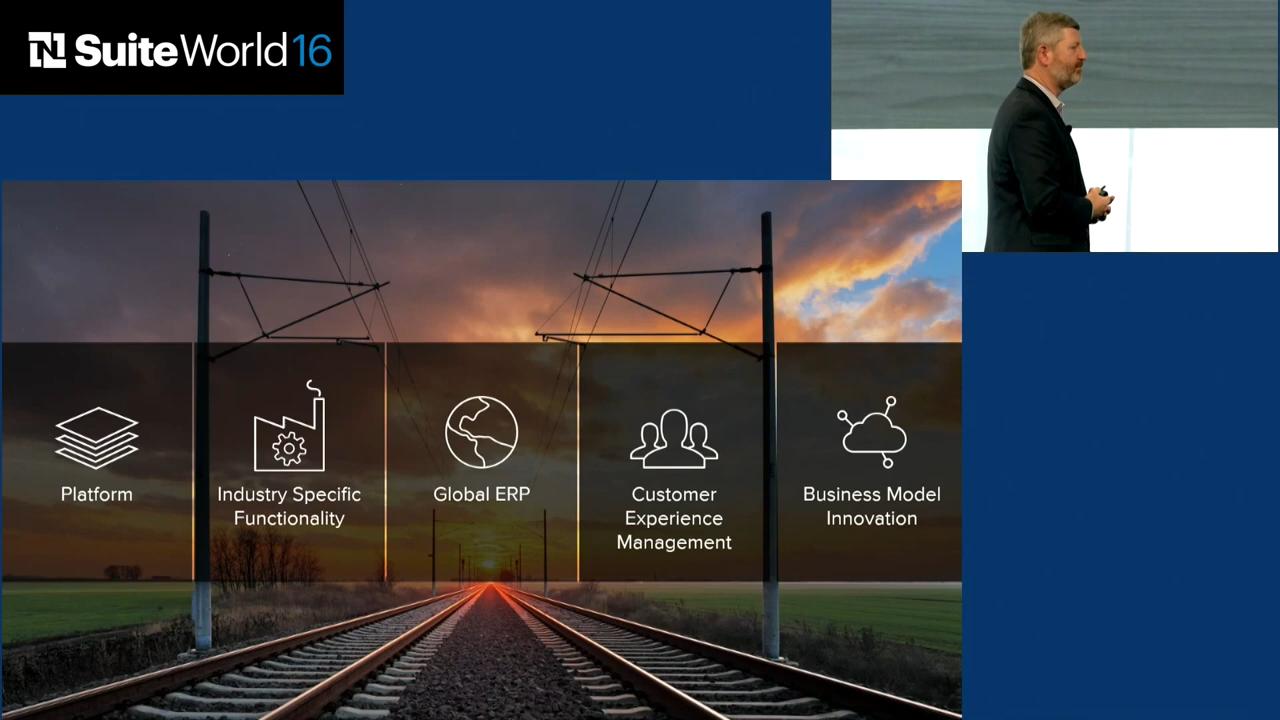 N SuiteWorld16
Platform
Industry Specific
Functionality
Global ERP
Customer
Experience
Management
Business Model
Innovation